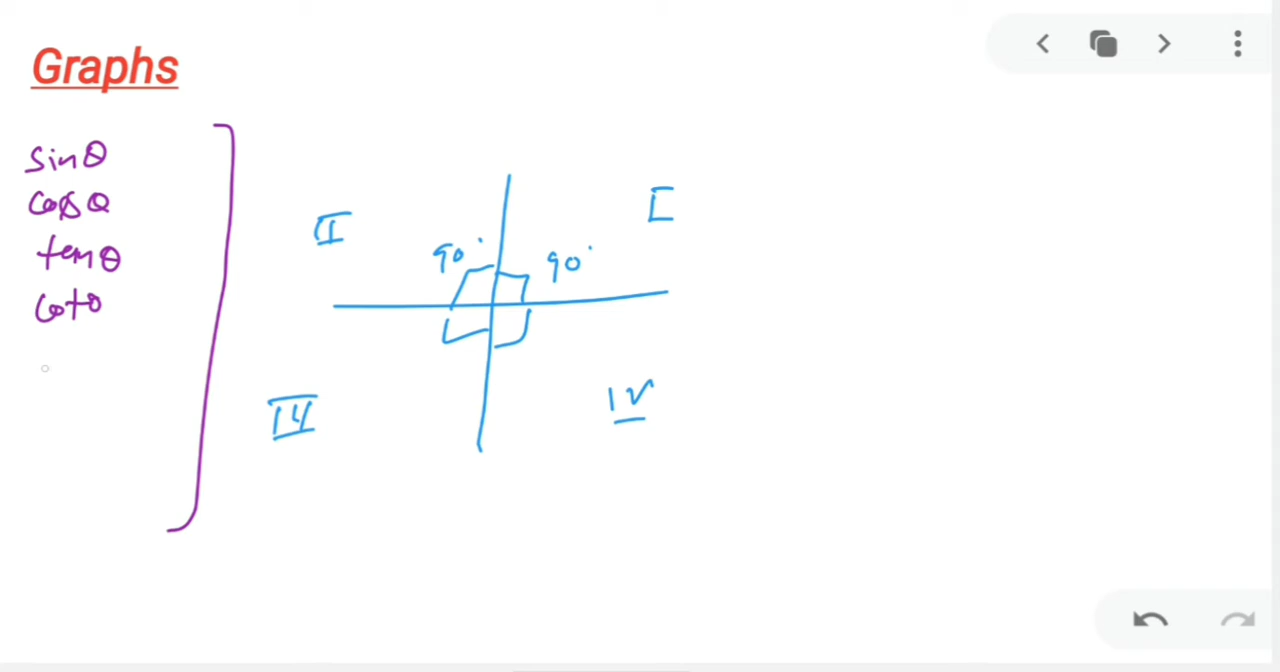 Graphs
sinθ
cosθ
tanθ
cotθ
II
I
90°
90°
III
IV